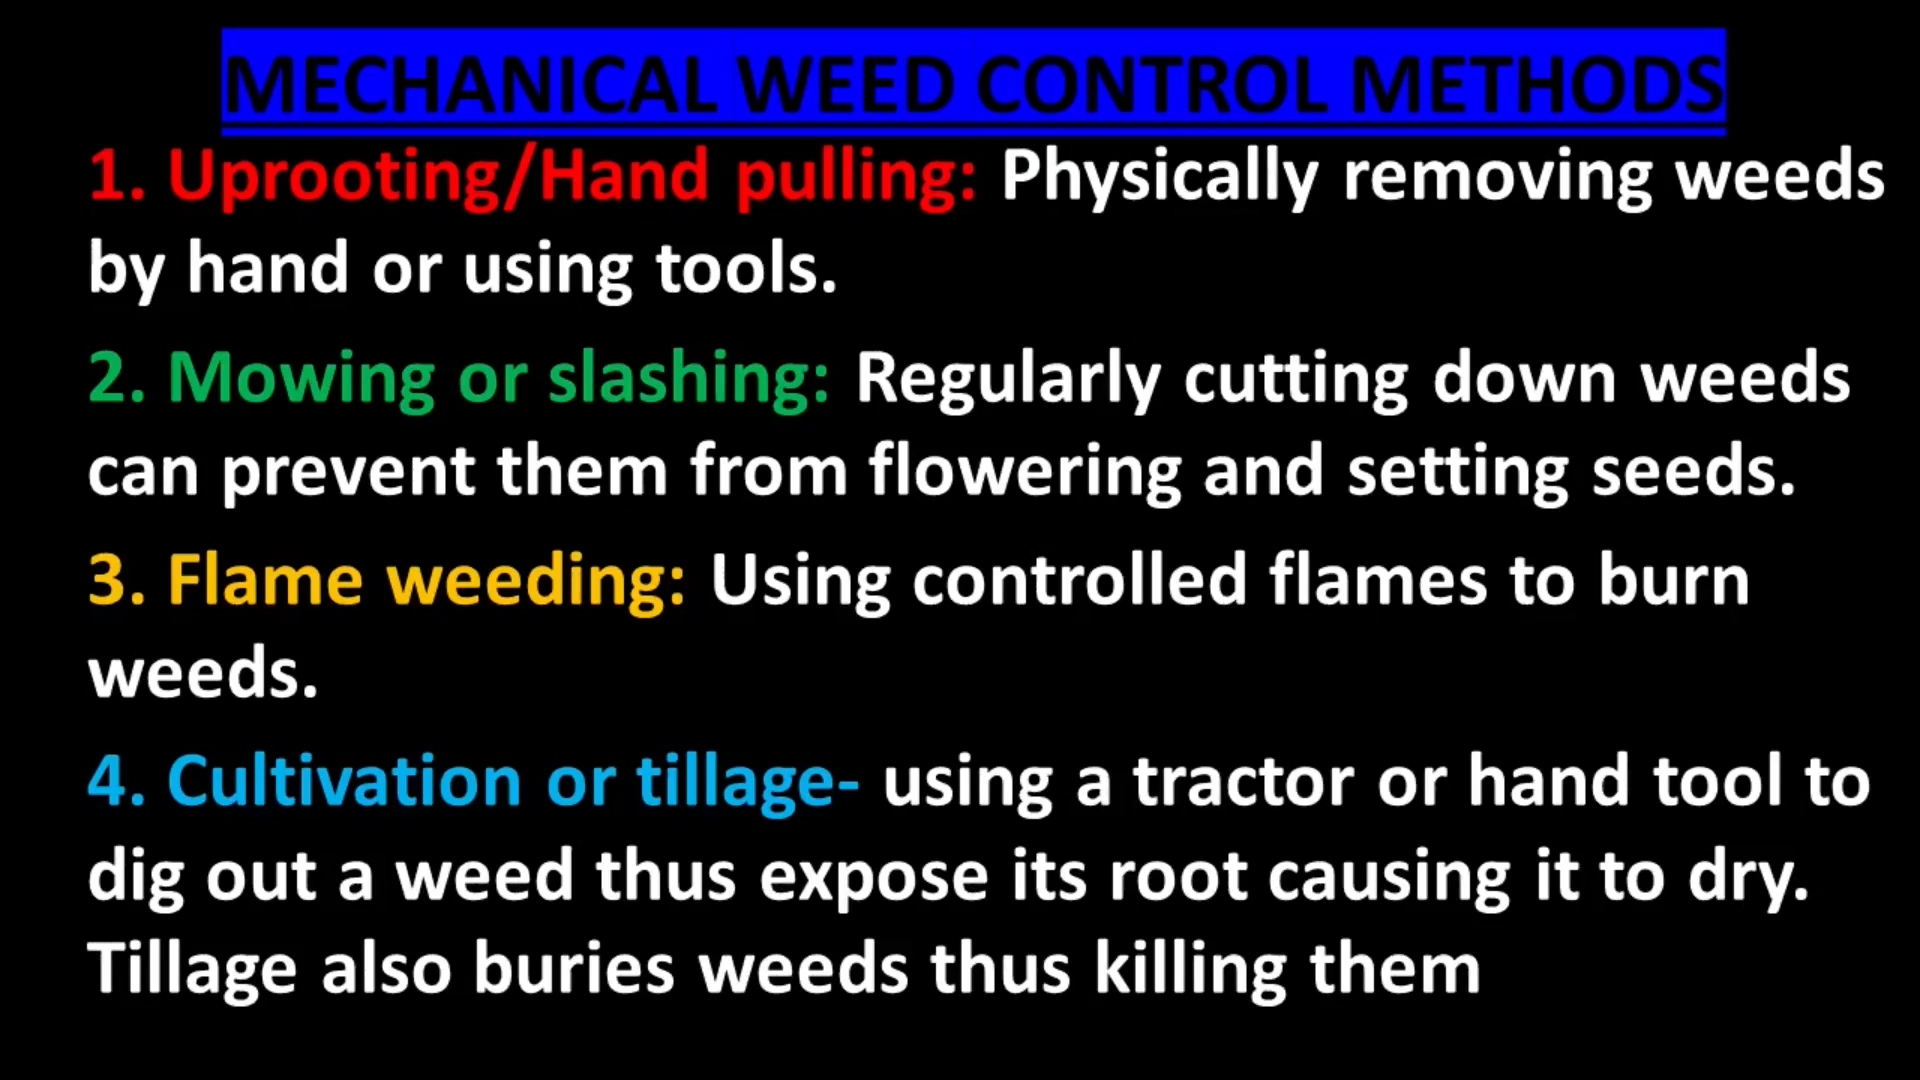 MECHANICAL WEED CONTROL METHODS
1. Uprooting/Hand pulling: Physically removing weeds
by hand or using tools.
2. Mowing or slashing: Regularly cutting down weeds
can prevent them from flowering and setting seeds.
3. Flame weeding: Using controlled flames to burn
weeds.
4. Cultivation or tillage- using a tractor or hand tool to
dig out a weed thus expose its root causing it to dry.
Tillage also buries weeds thus killing them